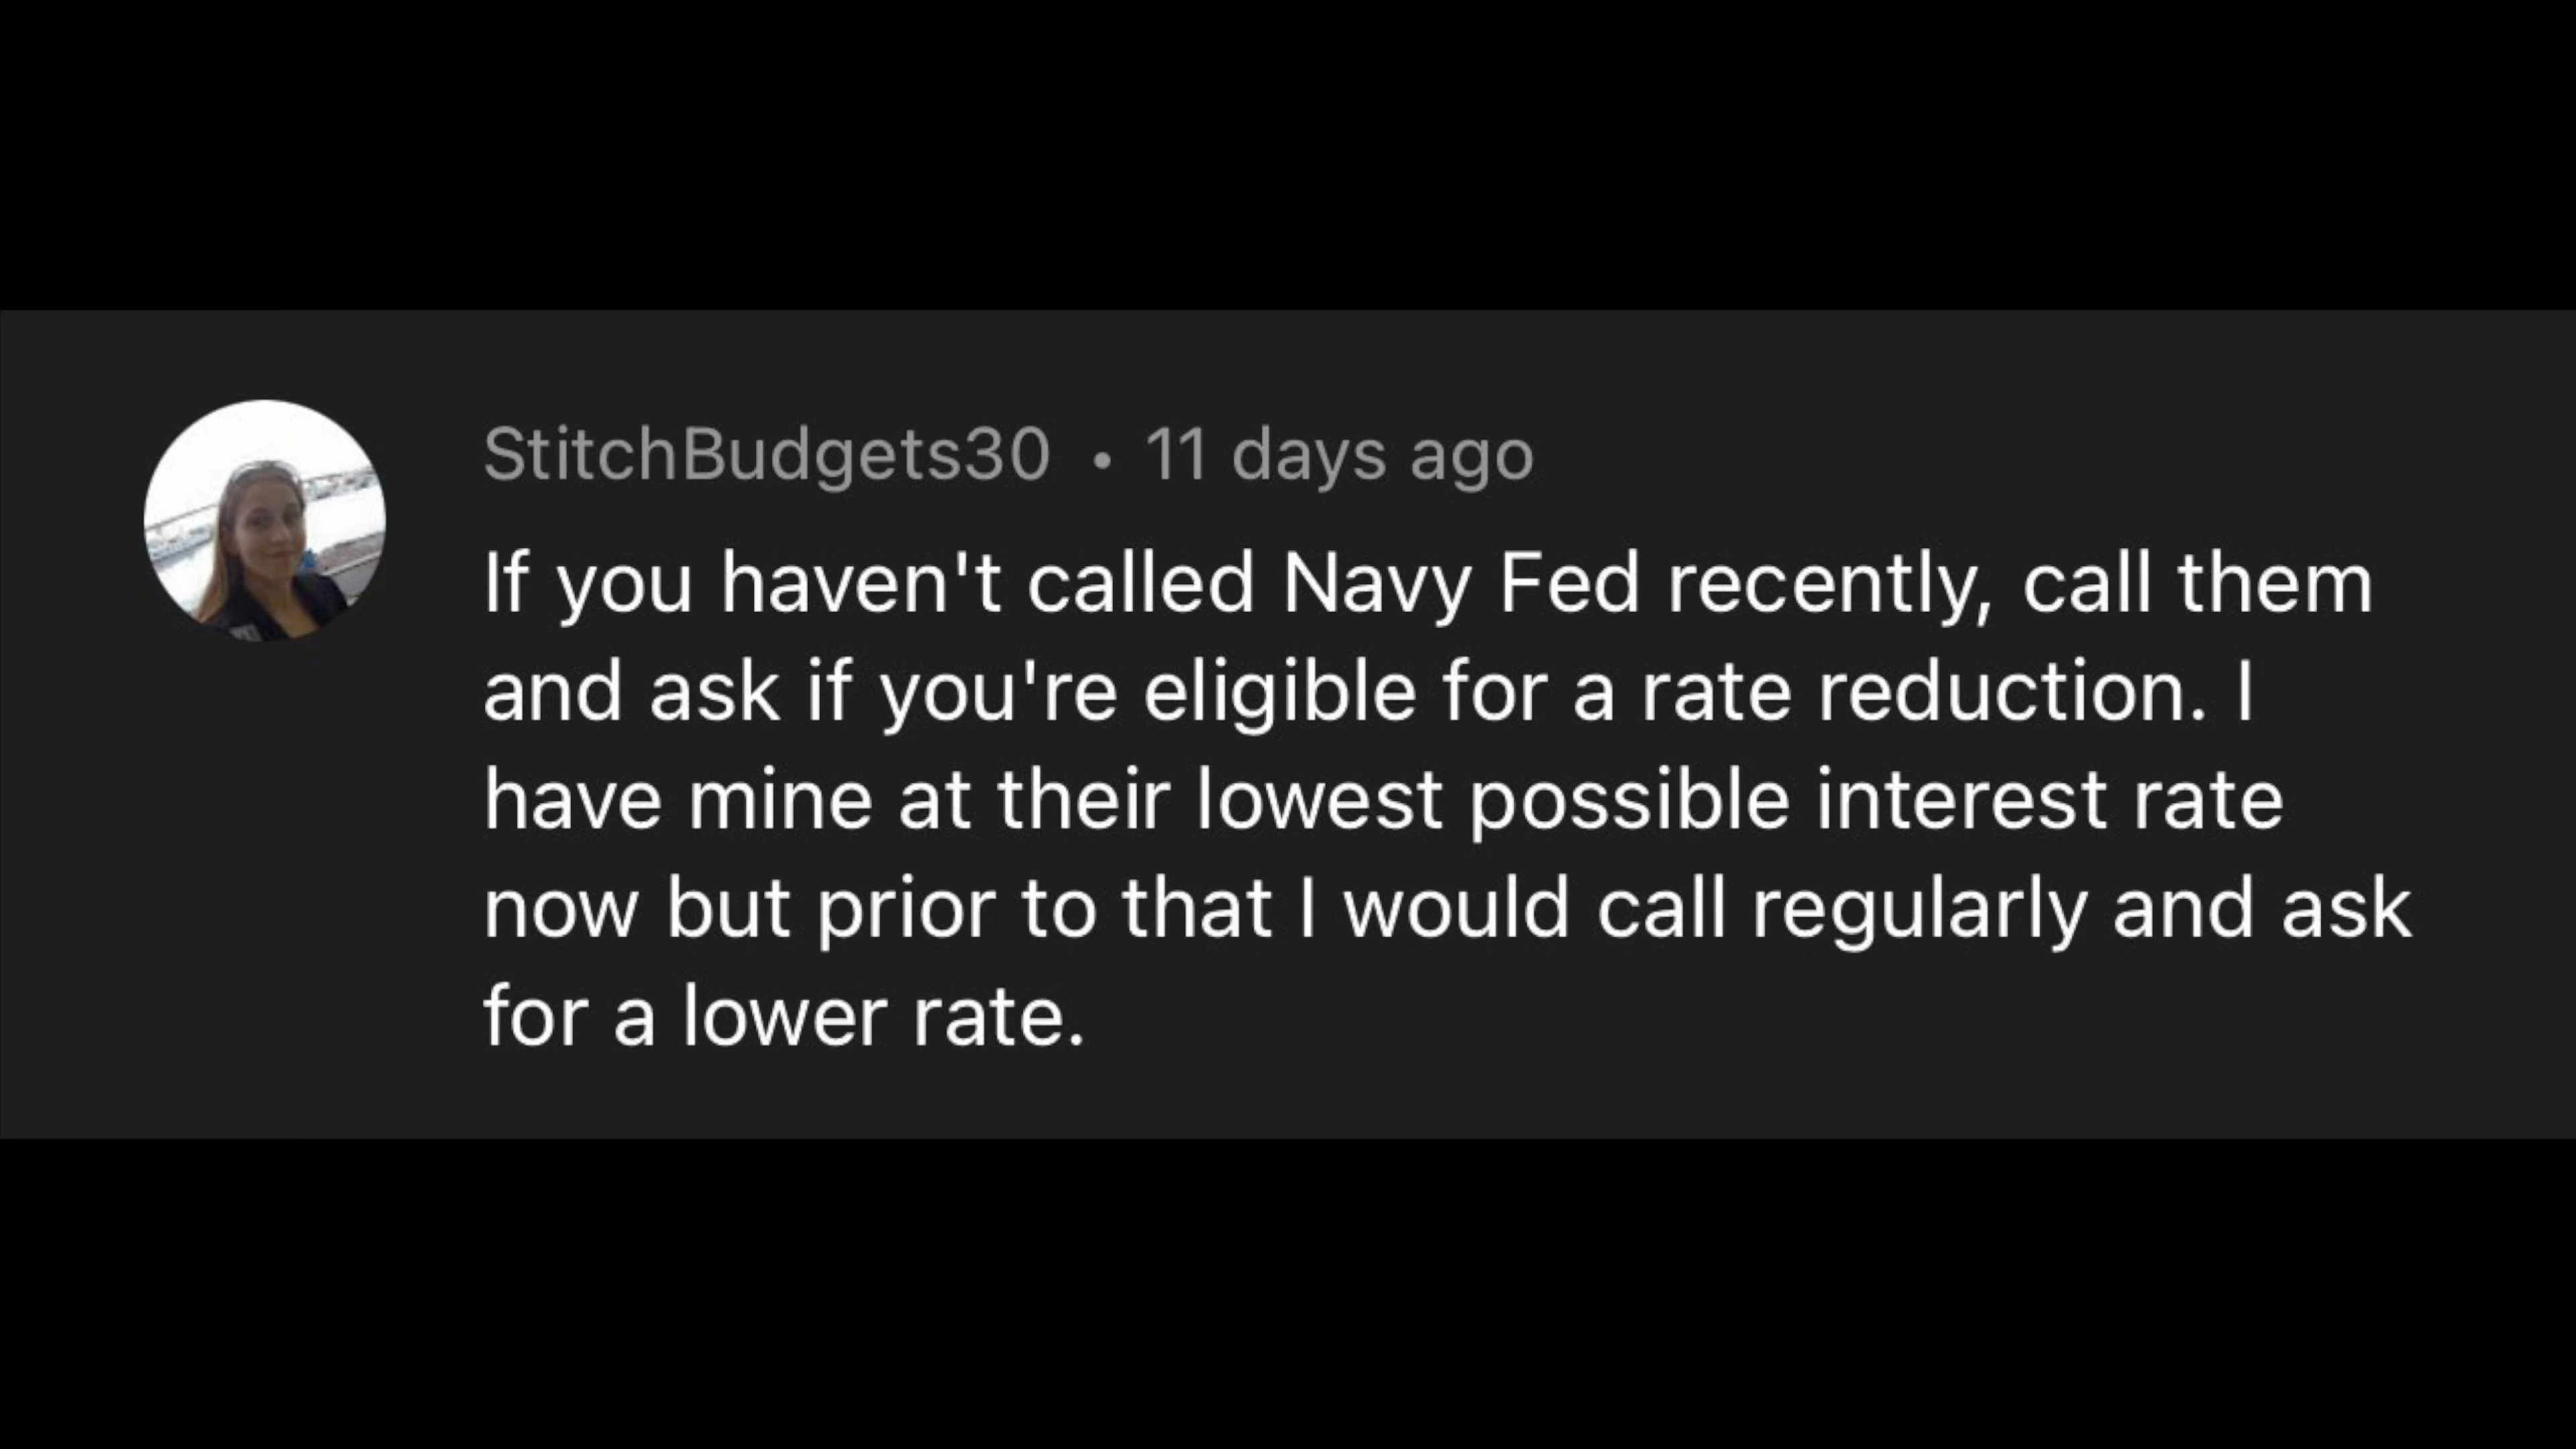 StitchBudgets30 • 11 days ago
If you haven't called Navy Fed recently, call them
and ask if you're eligible for a rate reduction. I
have mine at their lowest possible interest rate
now but prior to that I would call regularly and ask
for a lower rate.